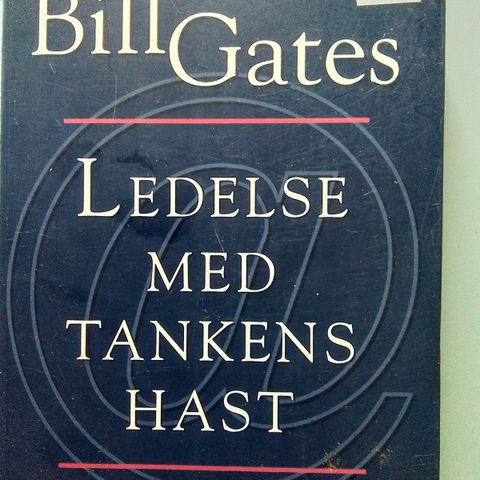 Bill Gates
LEDELSE
MED
TANKENS
HAST
@